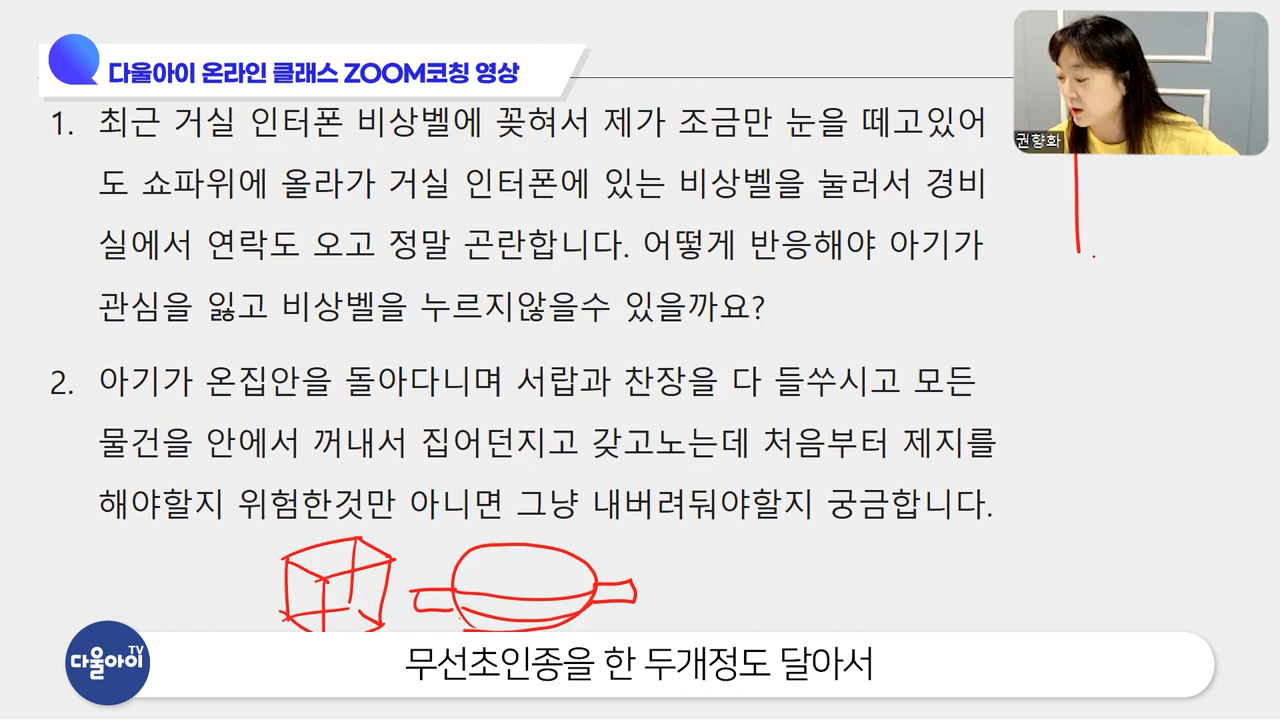 다울아이 온라인 클래스 ZOOM코칭 영상
권향화
1. 최근 거실 인터폰 비상벨에 꽂혀서 제가 조금만 눈을 떼고있어
도 쇼파위에 올라가 거실 인터폰에 있는 비상벨을 눌러서 경비
실에서 연락도 오고 정말 곤란합니다. 어떻게 반응해야 아기가
관심을 잃고 비상벨을 누르지않을수 있을까요?
2. 아기가 온집안을 돌아다니며 서랍과 찬장을 다 들쑤시고 모든
물건을 안에서 꺼내서 집어던지고 갖고노는데 처음부터 제지를
해야할지 위험한것만 아니면 그냥 내버려둬야할지 궁금합니다.
다울아이 TV
무선초인종을 한 두개정도 달아서